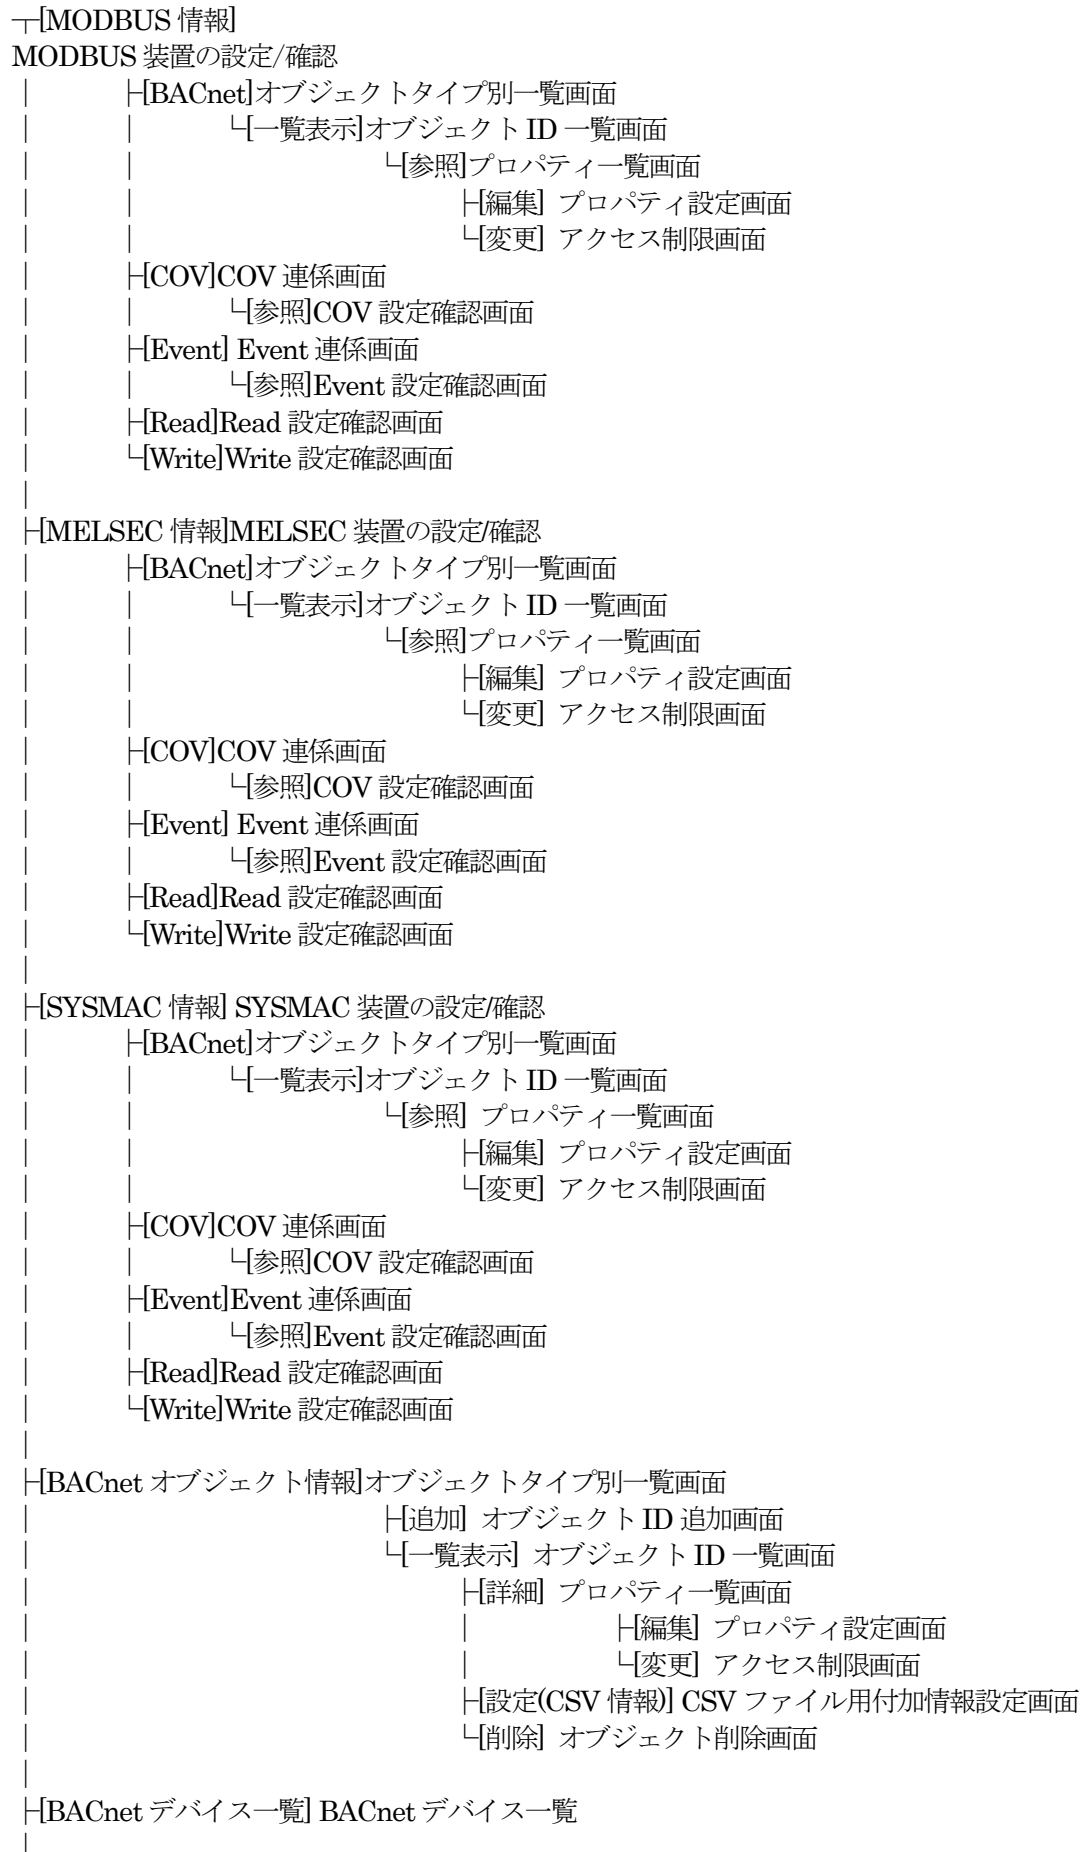 ┬[MODBUS 情報]
MODBUS 装置の設定/確認
│ ├[BACnet]オブジェクトタイプ別一覧画面
│ │ └[一覧表示]オブジェクト ID 一覧画面
│ │ └[参照]プロパティ一覧画面
│ │ ├[編集] プロパティ設定画面
│ │ └[変更] アクセス制限画面
│ ├[COV]COV 連係画面
│ │ └[参照]COV 設定確認画面
│ ├[Event] Event 連係画面
│ │ └[参照]Event 設定確認画面
│ ├[Read]Read 設定確認画面
│ └[Write]Write 設定確認画面
│
├[MELSEC 情報]MELSEC 装置の設定/確認
│ ├[BACnet]オブジェクトタイプ別一覧画面
│ │ └[一覧表示]オブジェクト ID 一覧画面
│ │ └[参照]プロパティ一覧画面
│ │ ├[編集] プロパティ設定画面
│ │ └[変更] アクセス制限画面
│ ├[COV]COV 連係画面
│ │ └[参照]COV 設定確認画面
│ ├[Event] Event 連係画面
│ │ └[参照]Event 設定確認画面
│ ├[Read]Read 設定確認画面
│ └[Write]Write 設定確認画面
│
├[SYSMAC 情報] SYSMAC 装置の設定/確認
│ ├[BACnet]オブジェクトタイプ別一覧画面
│ │ └[一覧表示]オブジェクト ID 一覧画面
│ │ └[参照] プロパティ一覧画面
│ │ ├[編集] プロパティ設定画面
│ │ └[変更] アクセス制限画面
│ ├[COV]COV 連係画面
│ │ └[参照]COV 設定確認画面
│ ├[Event]Event 連係画面
│ │ └[参照]Event 設定確認画面
│ ├[Read]Read 設定確認画面
│ └[Write]Write 設定確認画面
│
├[BACnet オブジェクト情報]オブジェクトタイプ別一覧画面
│ ├[追加] オブジェクト ID 追加画面
│ └[一覧表示] オブジェクト ID 一覧画面
│ ├[詳細] プロパティ一覧画面
│ │ ├[編集] プロパティ設定画面
│ │ └[変更] アクセス制限画面
│ ├[設定(CSV 情報)] CSV ファイル用付加情報設定画面
│ └[削除] オブジェクト削除画面
│
├[BACnet デバイス一覧] BACnet デバイス一覧
│